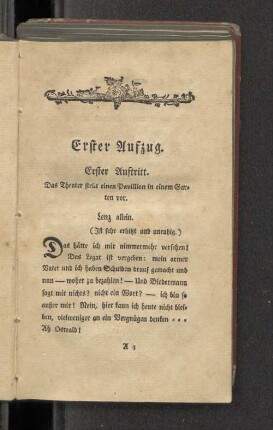 Erster Aufzug.
Erster Auftritt.
Das Theater stellt einen Pavillion in einem Gar-
ten vor.
Lenz allein.
(Ist sehr erhitzt und unruhig.)
Das hätte ich mir nimmermehr versehen!
Das Legat ist vergeben: mein armer
Vater und ich haben Schulden drauf gemacht und
nun — woher zu bezahlen! — Und Biedermann
sagt mir nichts? nicht ein Wort? — ich bin so
außer mir! Nein, hier kann ich heute nicht blei-
ben, vielweniger an ein Vergnügen denken - - -
Ah Oswald!
A 3